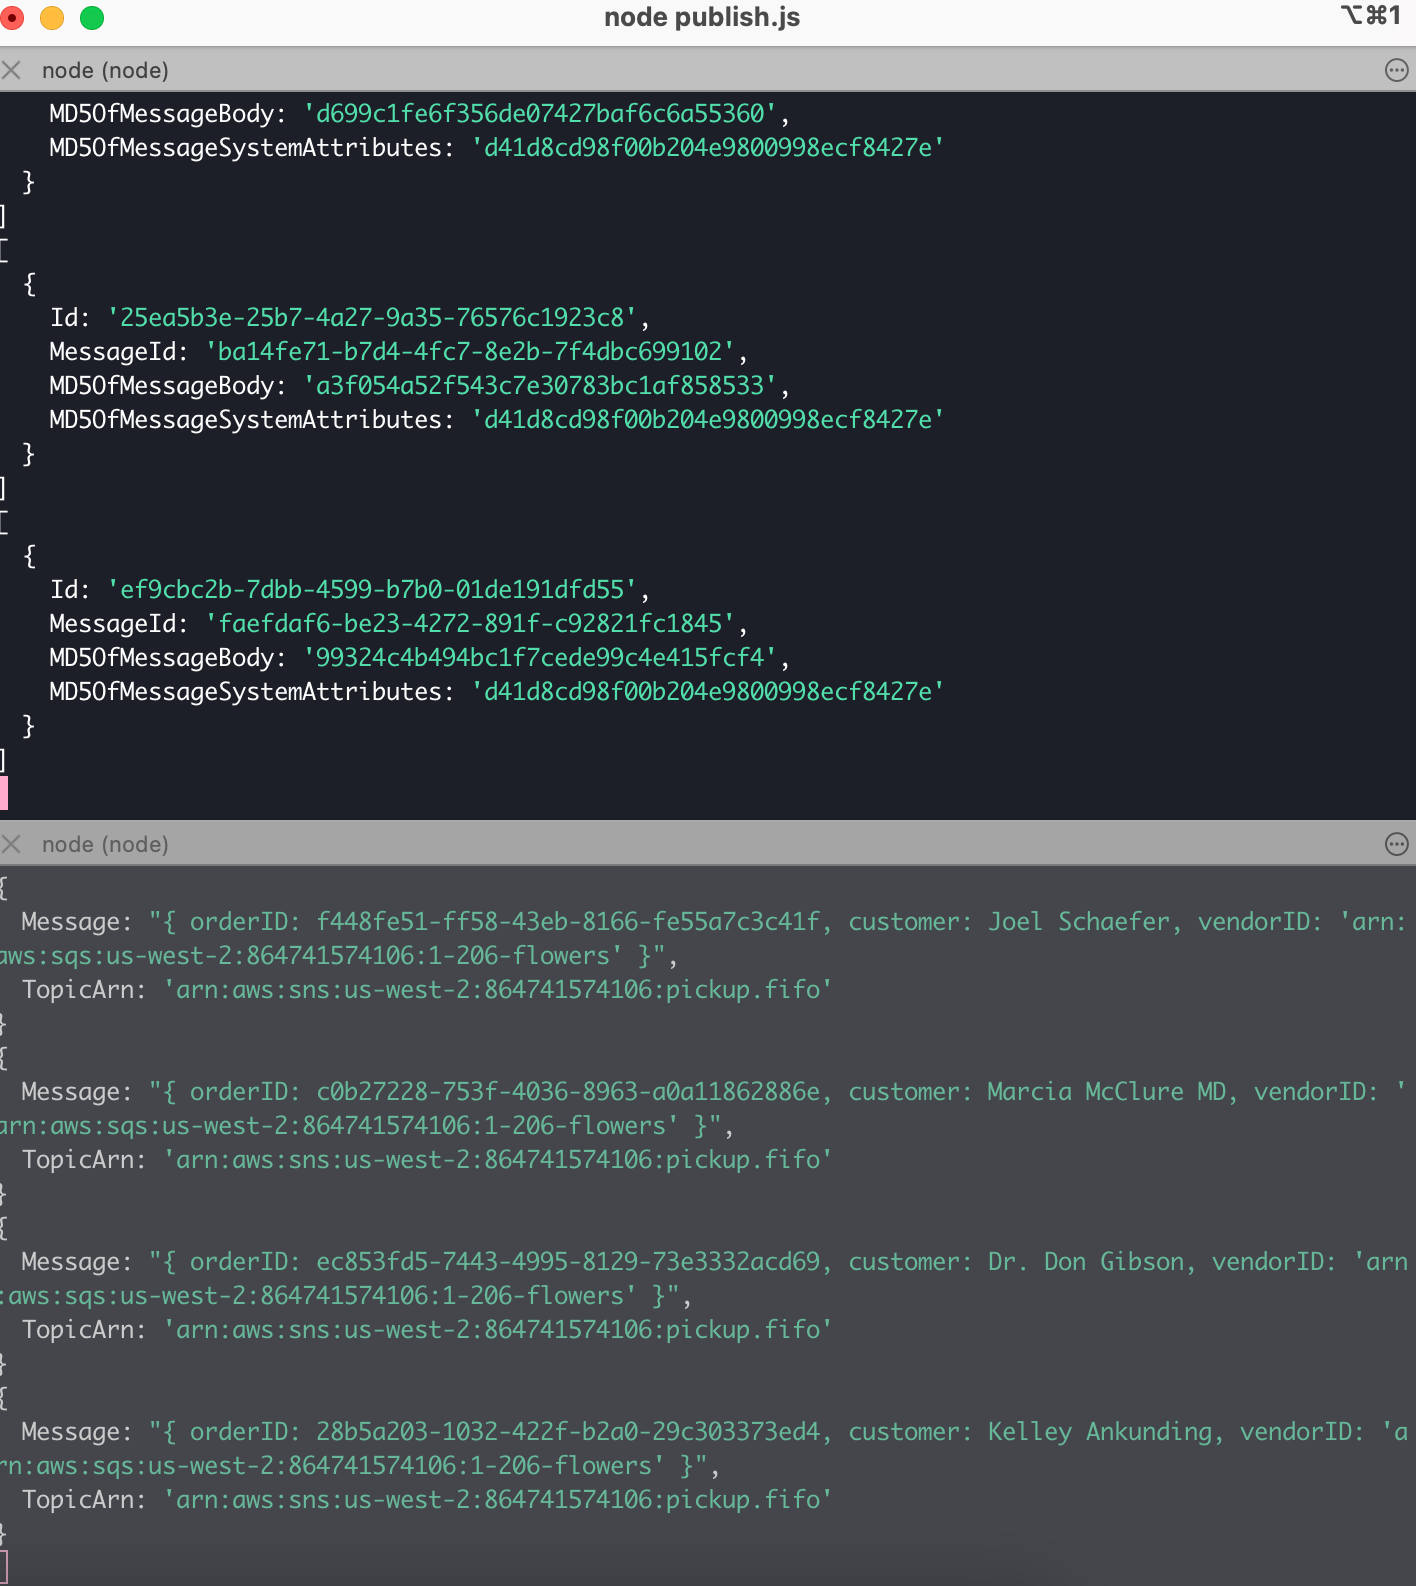 node publish.js
⌥⌘1
node (node)
MD5OfMessageBody: 'd699c1fe6f356de07427baf6c6a55360',
MD5OfMessageSystemAttributes: 'd41d8cd98f00b204e9800998ecf8427e'
}
]
[
{
Id: '25ea5b3e-25b7-4a27-9a35-76576c1923c8',
MessageId: 'ba14fe71-b7d4-4fc7-8e2b-7f4dbc699102',
MD5OfMessageBody: 'a3f054a52f543c7e30783bc1af858533',
MD5OfMessageSystemAttributes: 'd41d8cd98f00b204e9800998ecf8427e'
}
]
[
{
Id: 'ef9cbc2b-7dbb-4599-b7b0-01de191dfd55',
MessageId: 'faefdaf6-be23-4272-891f-c92821fc1845',
MD5OfMessageBody: '99324c4b494bc1f7cede99c4e415fcf4',
MD5OfMessageSystemAttributes: 'd41d8cd98f00b204e9800998ecf8427e'
}
]
node (node)
{
Message: "{ orderID: f448fe51-ff58-43eb-8166-fe55a7c3c41f, customer: Joel Schaefer, vendorID: 'arn:
aws:sqs:us-west-2:864741574106:1-206-flowers' }",
TopicArn: 'arn:aws:sns:us-west-2:864741574106:pickup.fifo'
}
{
Message: "{ orderID: c0b27228-753f-4036-8963-a0a11862886e, customer: Marcia McClure MD, vendorID: '
arn:aws:sqs:us-west-2:864741574106:1-206-flowers' }",
TopicArn: 'arn:aws:sns:us-west-2:864741574106:pickup.fifo'
}
{
Message: "{ orderID: ec853fd5-7443-4995-8129-73e3332acd69, customer: Dr. Don Gibson, vendorID: 'arn
:aws:sqs:us-west-2:864741574106:1-206-flowers' }",
TopicArn: 'arn:aws:sns:us-west-2:864741574106:pickup.fifo'
}
{
Message: "{ orderID: 28b5a203-1032-422f-b2a0-29c303373ed4, customer: Kelley Ankunding, vendorID: 'a
rn:aws:sqs:us-west-2:864741574106:1-206-flowers' }",
TopicArn: 'arn:aws:sns:us-west-2:864741574106:pickup.fifo'
}